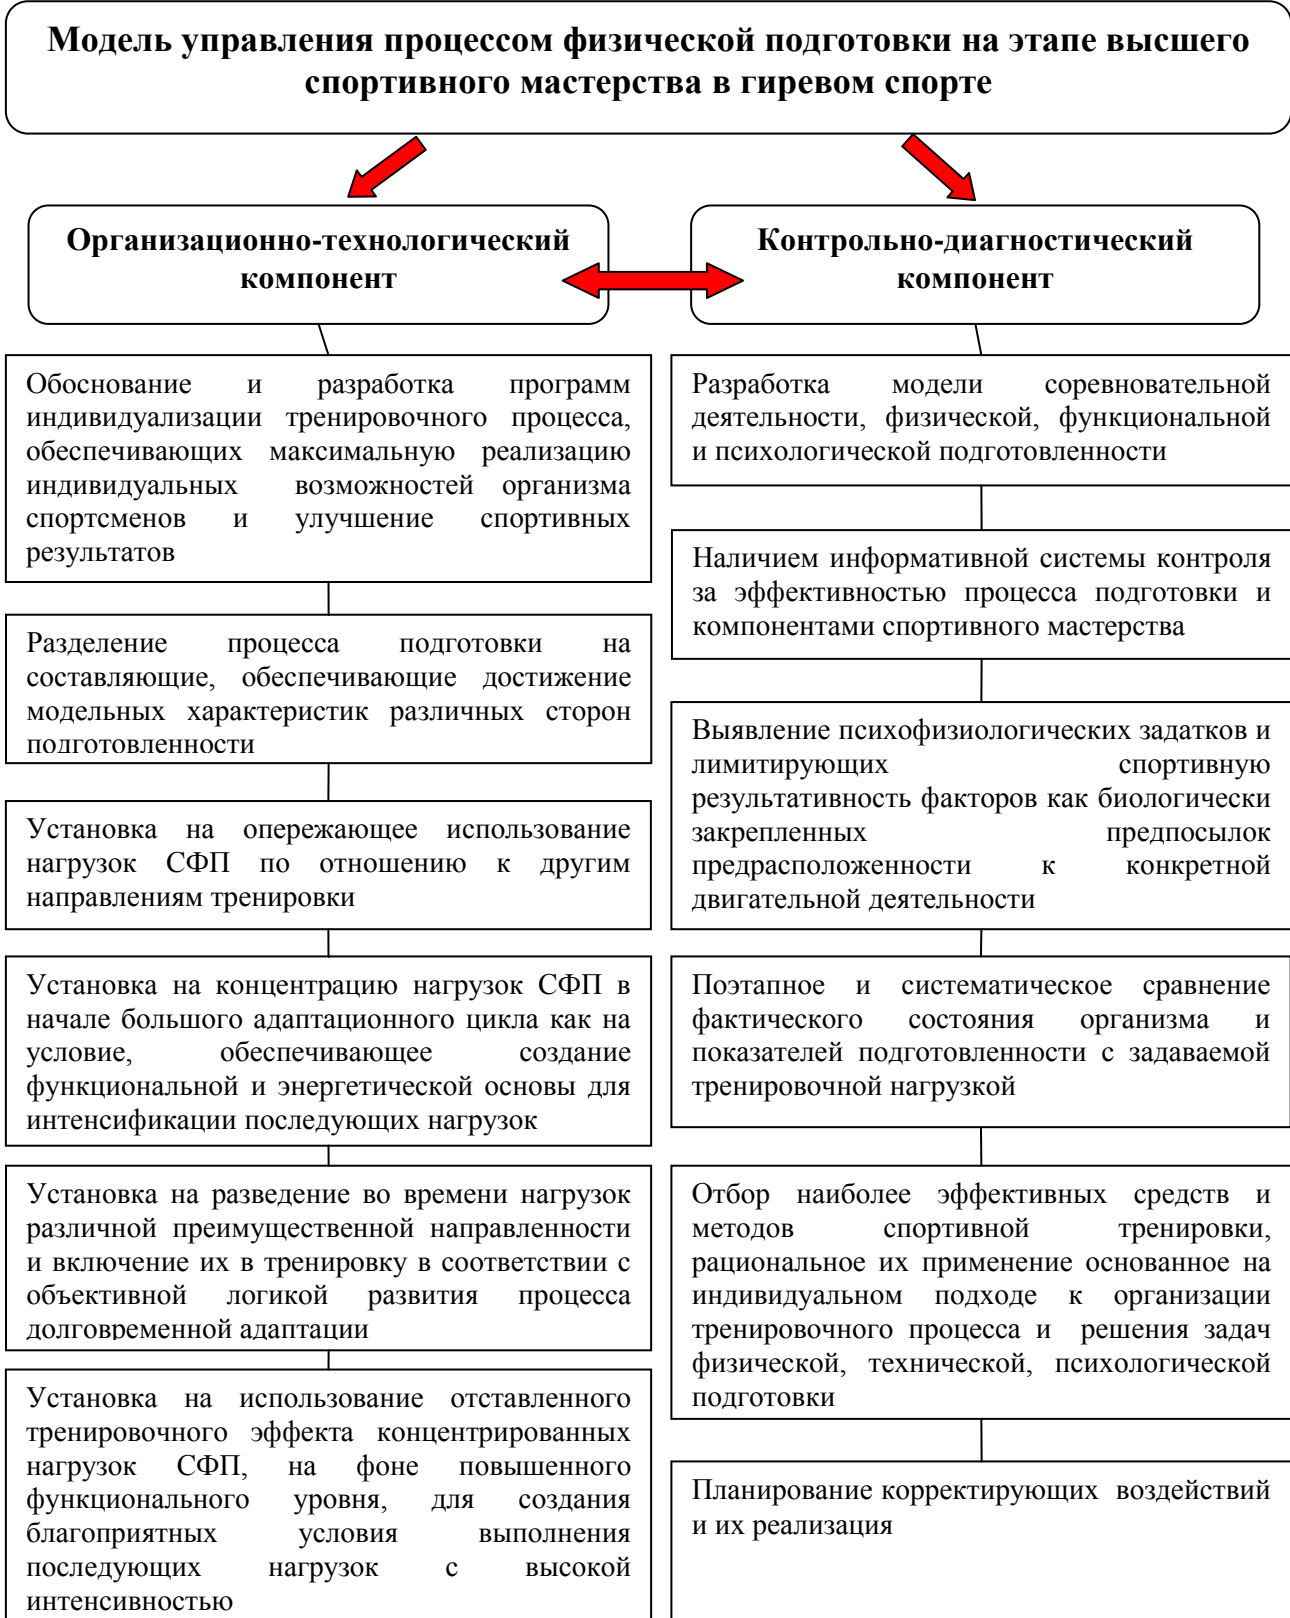 Модель управления процессом физической подготовки на этапе высшего
спортивного мастерства в гиревом спорте
Организационно-технологический
компонент
Контрольно-диагностический
компонент
Обоснование и разработка программ
индивидуализации тренировочного процесса,
обеспечивающих максимальную реализацию
индивидуальных возможностей организма
спортсменов и улучшение спортивных
результатов
Разделение процесса подготовки на
составляющие, обеспечивающие достижение
модельных характеристик различных сторон
подготовленности
Установка на опережающее использование
нагрузок СФП по отношению к другим
направлениям тренировки
Установка на концентрацию нагрузок СФП в
начале большого адаптационного цикла как на
условие, обеспечивающее создание
функциональной и энергетической основы для
интенсификации последующих нагрузок
Установка на разведение во времени нагрузок
различной преимущественной направленности
и включение их в тренировку в соответствии с
объективной логикой развития процесса
долговременной адаптации
Установка на использование отставленного
тренировочного эффекта концентрированных
нагрузок СФП, на фоне повышенного
функционального уровня, для создания
благоприятных условия выполнения
последующих нагрузок с высокой
интенсивностью
Разработка модели соревновательной
деятельности, физической, функциональной
и психологической подготовленности
Наличием информативной системы контроля
за эффективностью процесса подготовки и
компонентами спортивного мастерства
Выявление психофизиологических задатков и
лимитирующих спортивную
результативность факторов как биологически
закрепленных предпосылок
предрасположенности к конкретной
двигательной деятельности
Поэтапное и систематическое сравнение
фактического состояния организма и
показателей подготовленности с задаваемой
тренировочной нагрузкой
Отбор наиболее эффективных средств и
методов спортивной тренировки,
рациональное их применение основанное на
индивидуальном подходе к организации
тренировочного процесса и решения задач
физической, технической, психологической
подготовки
Планирование корректирующих воздействий
и их реализация